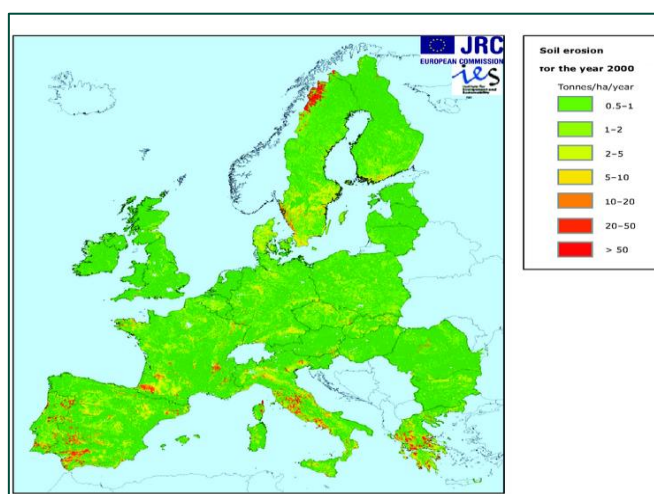 JRC
EUROPEAN COMMISSION
ies
Soil erosion
for the year 2000
Tonnes/ha/year
0.5–1
1–2
2–5
5–10
10–20
20–50
> 50